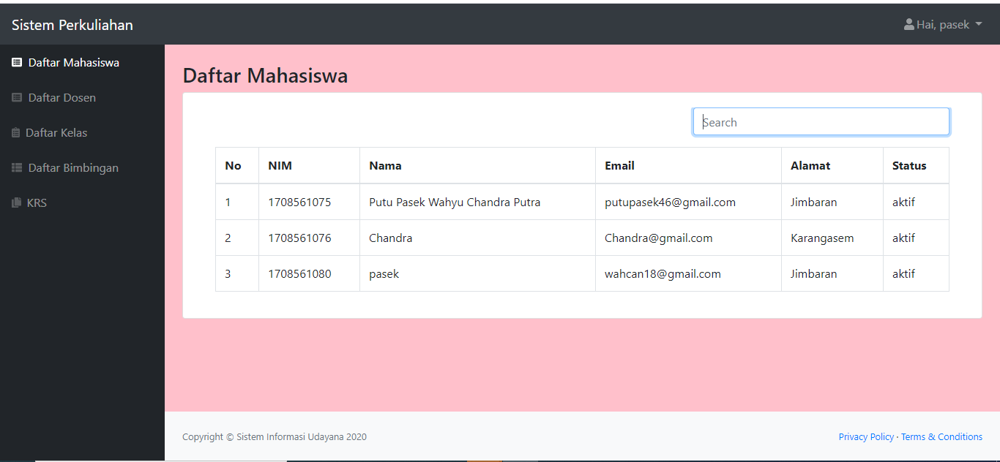 Sistem Perkuliahan
Hai, pasek
Daftar Mahasiswa
Daftar Dosen
Daftar Kelas
Daftar Bimbingan
KRS
Daftar Mahasiswa
Search
No NIM Nama Email Alamat Status
1 1708561075 Putu Pasek Wahyu Chandra Putra putupasek46@gmail.com Jimbaran aktif
2 1708561076 Chandra Chandra@gmail.com Karangasem aktif
3 1708561080 pasek wahcan18@gmail.com Jimbaran aktif
Copyright © Sistem Informasi Udayana 2020
Privacy Policy · Terms & Conditions